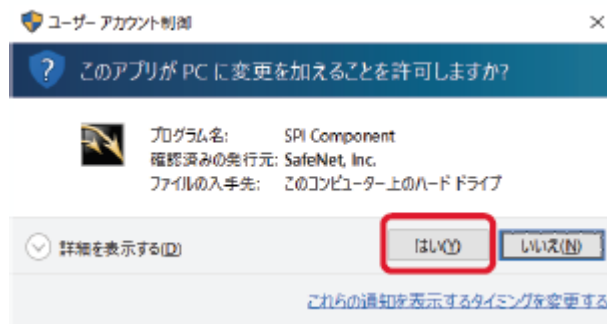 ユーザー アカウント制御
このアプリが PC に変更を加えることを許可しますか?
プログラム名: SPI Component
確認済みの発行元: SafeNet, Inc.
ファイルの入手先: このコンピューター上のハード ドライブ
詳細を表示する(D)
はい(Y)
いいえ(N)
これらの通知を表示するタイミングを変更する